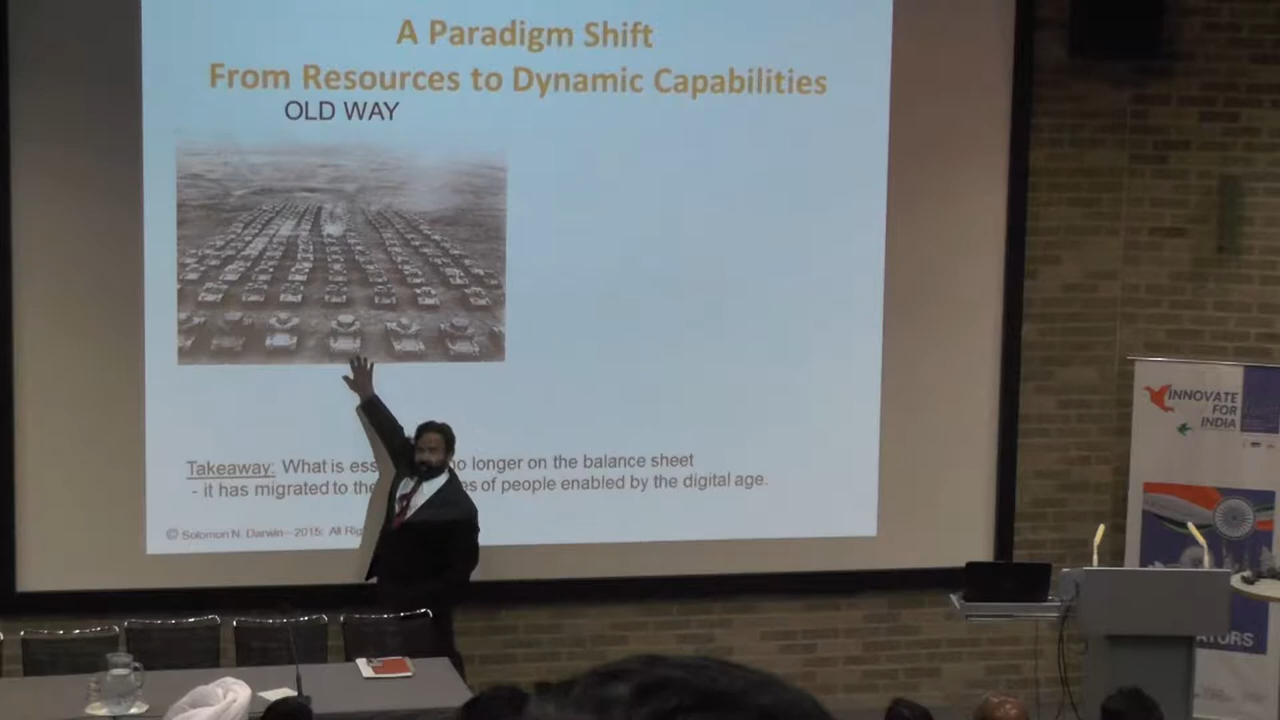 A Paradigm Shift
From Resources to Dynamic Capabilities
OLD WAY
Takeaway: What is ess no longer on the balance sheet
- it has migrated to the es of people enabled by the digital age.
© Solomon N. Darwin - 2015; All Rig
INNOVATE
FOR
INDIA
ATORS